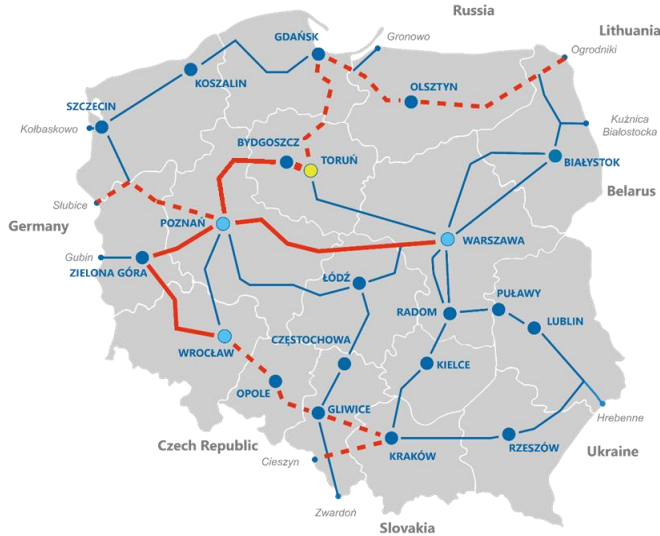 Russia
Lithuania
GDAŃSK
Gronowo
Ogrodniki
KOSZALIN
OLSZTYN
SZCZECIN
Kołbaskowo
Kuźnica
Białostocka
BYDGOSZCZ
TORUŃ
BIAŁYSTOK
Belarus
Słubice
Germany
POZNAŃ
WARSZAWA
Gubin
ZIELONA GÓRA
ŁÓDŹ
PUŁAWY
RADOM
LUBLIN
WROCŁAW
CZĘSTOCHOWA
KIELCE
OPOLE
GLIWICE
Hrebenne
Czech Republic
KRAKÓW
RZESZÓW
Ukraine
Cieszyn
Zwardoń
Slovakia